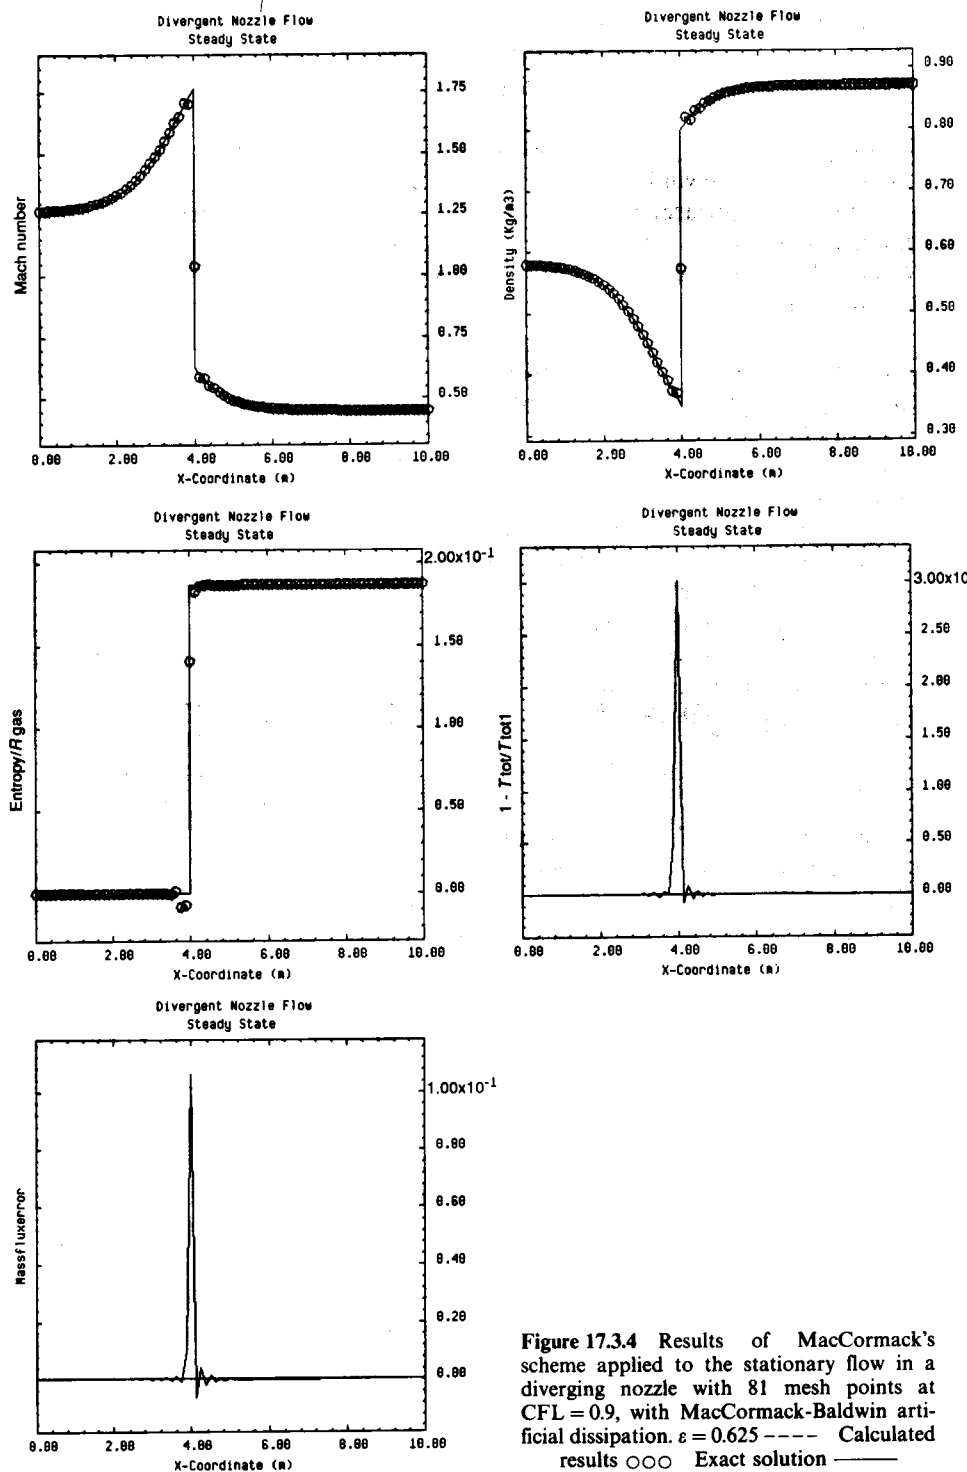 Divergent Nozzle Flow
Steady State
Mach number
1.75
1.50
1.25
1.00
0.75
0.50
0.00 2.00 4.00 6.00 8.00 10.00
X-Coordinate (m)
Divergent Nozzle Flow
Steady State
Density (Kg/m3)
0.90
0.80
0.70
0.60
0.50
0.40
0.30
0.00 2.00 4.00 6.00 8.00 10.00
X-Coordinate (m)
Divergent Nozzle Flow
Steady State
Entropy/R gas
2.00x10⁻¹
1.50
1.00
0.50
0.00
0.00 2.00 4.00 6.00 8.00 10.00
X-Coordinate (m)
Divergent Nozzle Flow
Steady State
1 - Ttot/Ttot1
3.00x10
2.50
2.00
1.50
1.00
0.50
0.00
0.00 2.00 4.00 6.00 8.00 10.00
X-Coordinate (m)
Divergent Nozzle Flow
Steady State
Massfluxerror
1.00x10⁻¹
0.80
0.60
0.40
0.20
0.00
0.00 2.00 4.00 6.00 8.00 10.00
X-Coordinate (m)
Figure 17.3.4 Results of MacCormack's
scheme applied to the stationary flow in a
diverging nozzle with 81 mesh points at
CFL = 0.9, with MacCormack-Baldwin arti-
ficial dissipation. ε = 0.625 ---- Calculated
results ○○○ Exact solution ———